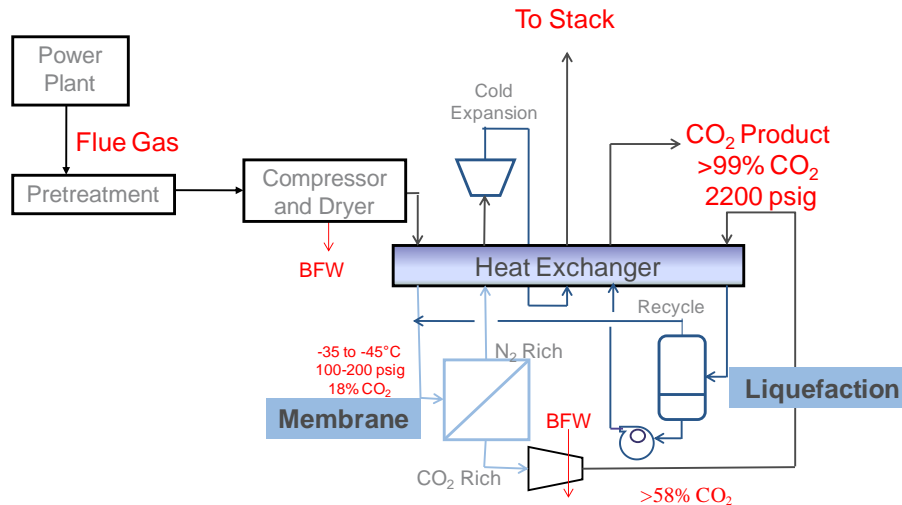 To Stack
Power
Plant
Cold
Expansion
Flue Gas
CO₂ Product
>99% CO₂
2200 psig
Pretreatment
Compressor
and Dryer
BFW
Heat Exchanger
Recycle
-35 to -45°C
100-200 psig
18% CO₂
N₂ Rich
Membrane
Liquefaction
BFW
CO₂ Rich
>58% CO₂